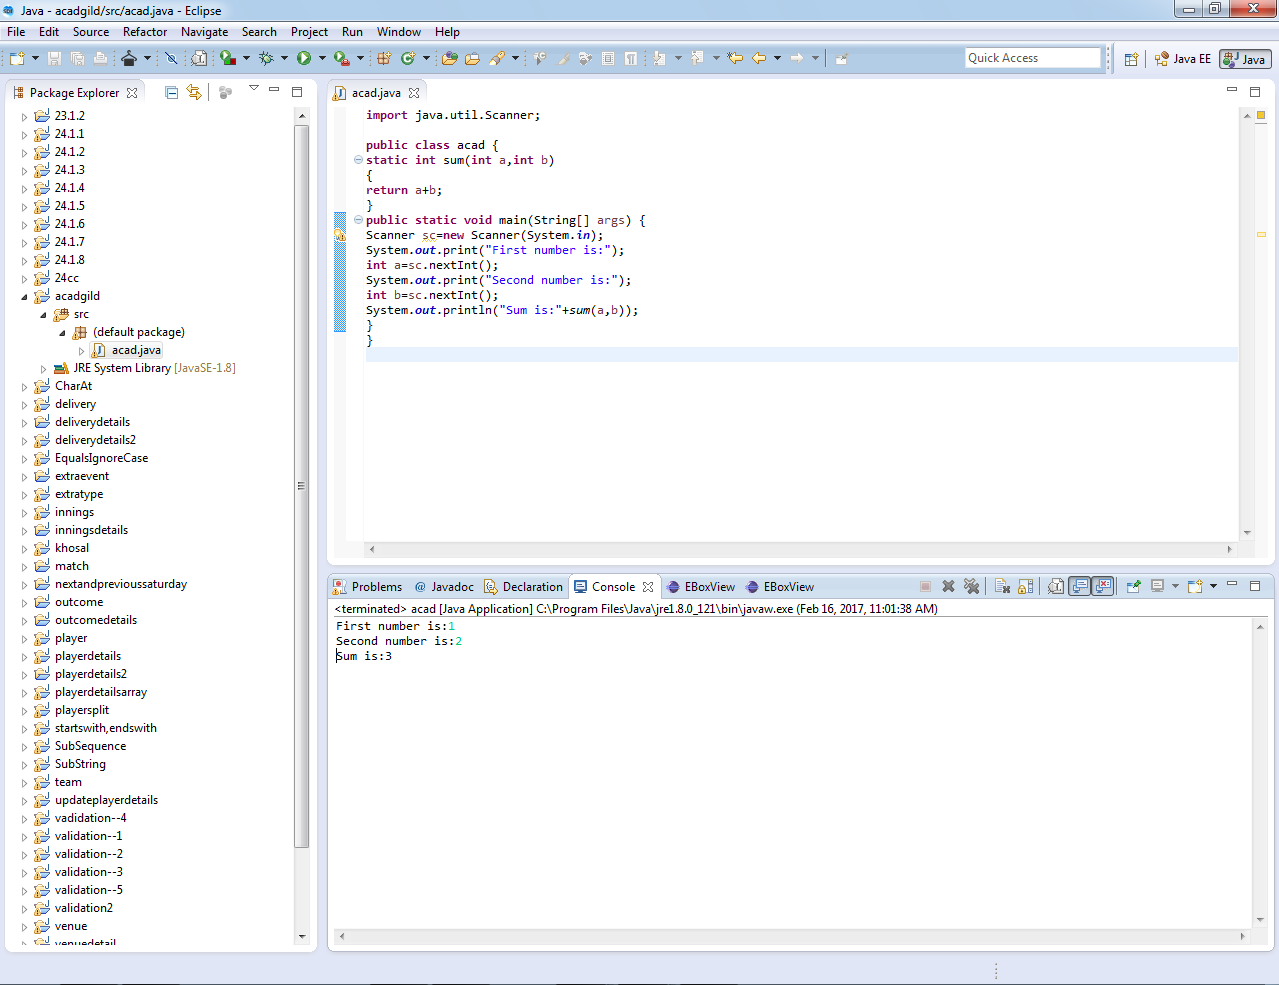 Java - acadgild/src/acad.java - Eclipse
File Edit Source Refactor Navigate Search Project Run Window Help
Quick Access
Java EE
Java
Package Explorer
23.1.2
24.1.1
24.1.2
24.1.3
24.1.4
24.1.5
24.1.6
24.1.7
24.1.8
24cc
acadgild
src
(default package)
acad.java
JRE System Library [JavaSE-1.8]
CharAt
delivery
deliverydetails
deliverydetails2
EqualsIgnoreCase
extraevent
extratype
innings
inningsdetails
khosal
match
nextandprevioussaturday
outcome
outcomedetails
player
playerdetails
playerdetails2
playerdetailsarray
playersplit
startswith,endswith
SubSequence
SubString
team
updateplayerdetails
vadidation--4
validation--1
validation--2
validation--3
validation--5
validation2
venue
venuedetail
acad.java
import java.util.Scanner;
public class acad {
static int sum(int a,int b)
{
return a+b;
}
public static void main(String[] args) {
Scanner sc=new Scanner(System.in);
System.out.print("First number is:");
int a=sc.nextInt();
System.out.print("Second number is:");
int b=sc.nextInt();
System.out.println("Sum is:"+sum(a,b));
}
}
Problems @ Javadoc Declaration Console EBoxView EBoxView
<terminated> acad [Java Application] C:\Program Files\Java\jre1.8.0_121\bin\javaw.exe (Feb 16, 2017, 11:01:38 AM)
First number is:1
Second number is:2
Sum is:3